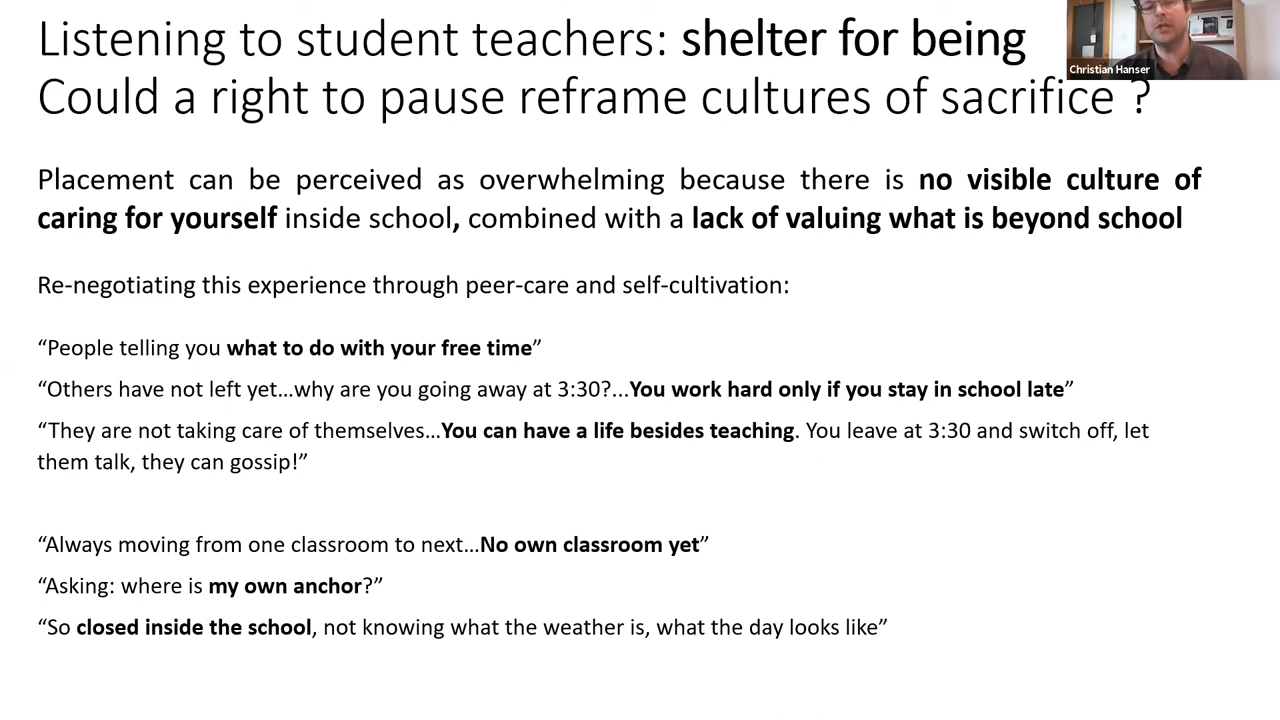 Listening to student teachers: shelter for being
Christian Hanser
Could a right to pause reframe cultures of sacrifice ?
Placement can be perceived as overwhelming because there is no visible culture of
caring for yourself inside school, combined with a lack of valuing what is beyond school
Re-negotiating this experience through peer-care and self-cultivation:
“People telling you what to do with your free time”
“Others have not left yet…why are you going away at 3:30?...You work hard only if you stay in school late”
“They are not taking care of themselves…You can have a life besides teaching. You leave at 3:30 and switch off, let
them talk, they can gossip!”
“Always moving from one classroom to next…No own classroom yet”
“Asking: where is my own anchor?”
“So closed inside the school, not knowing what the weather is, what the day looks like”